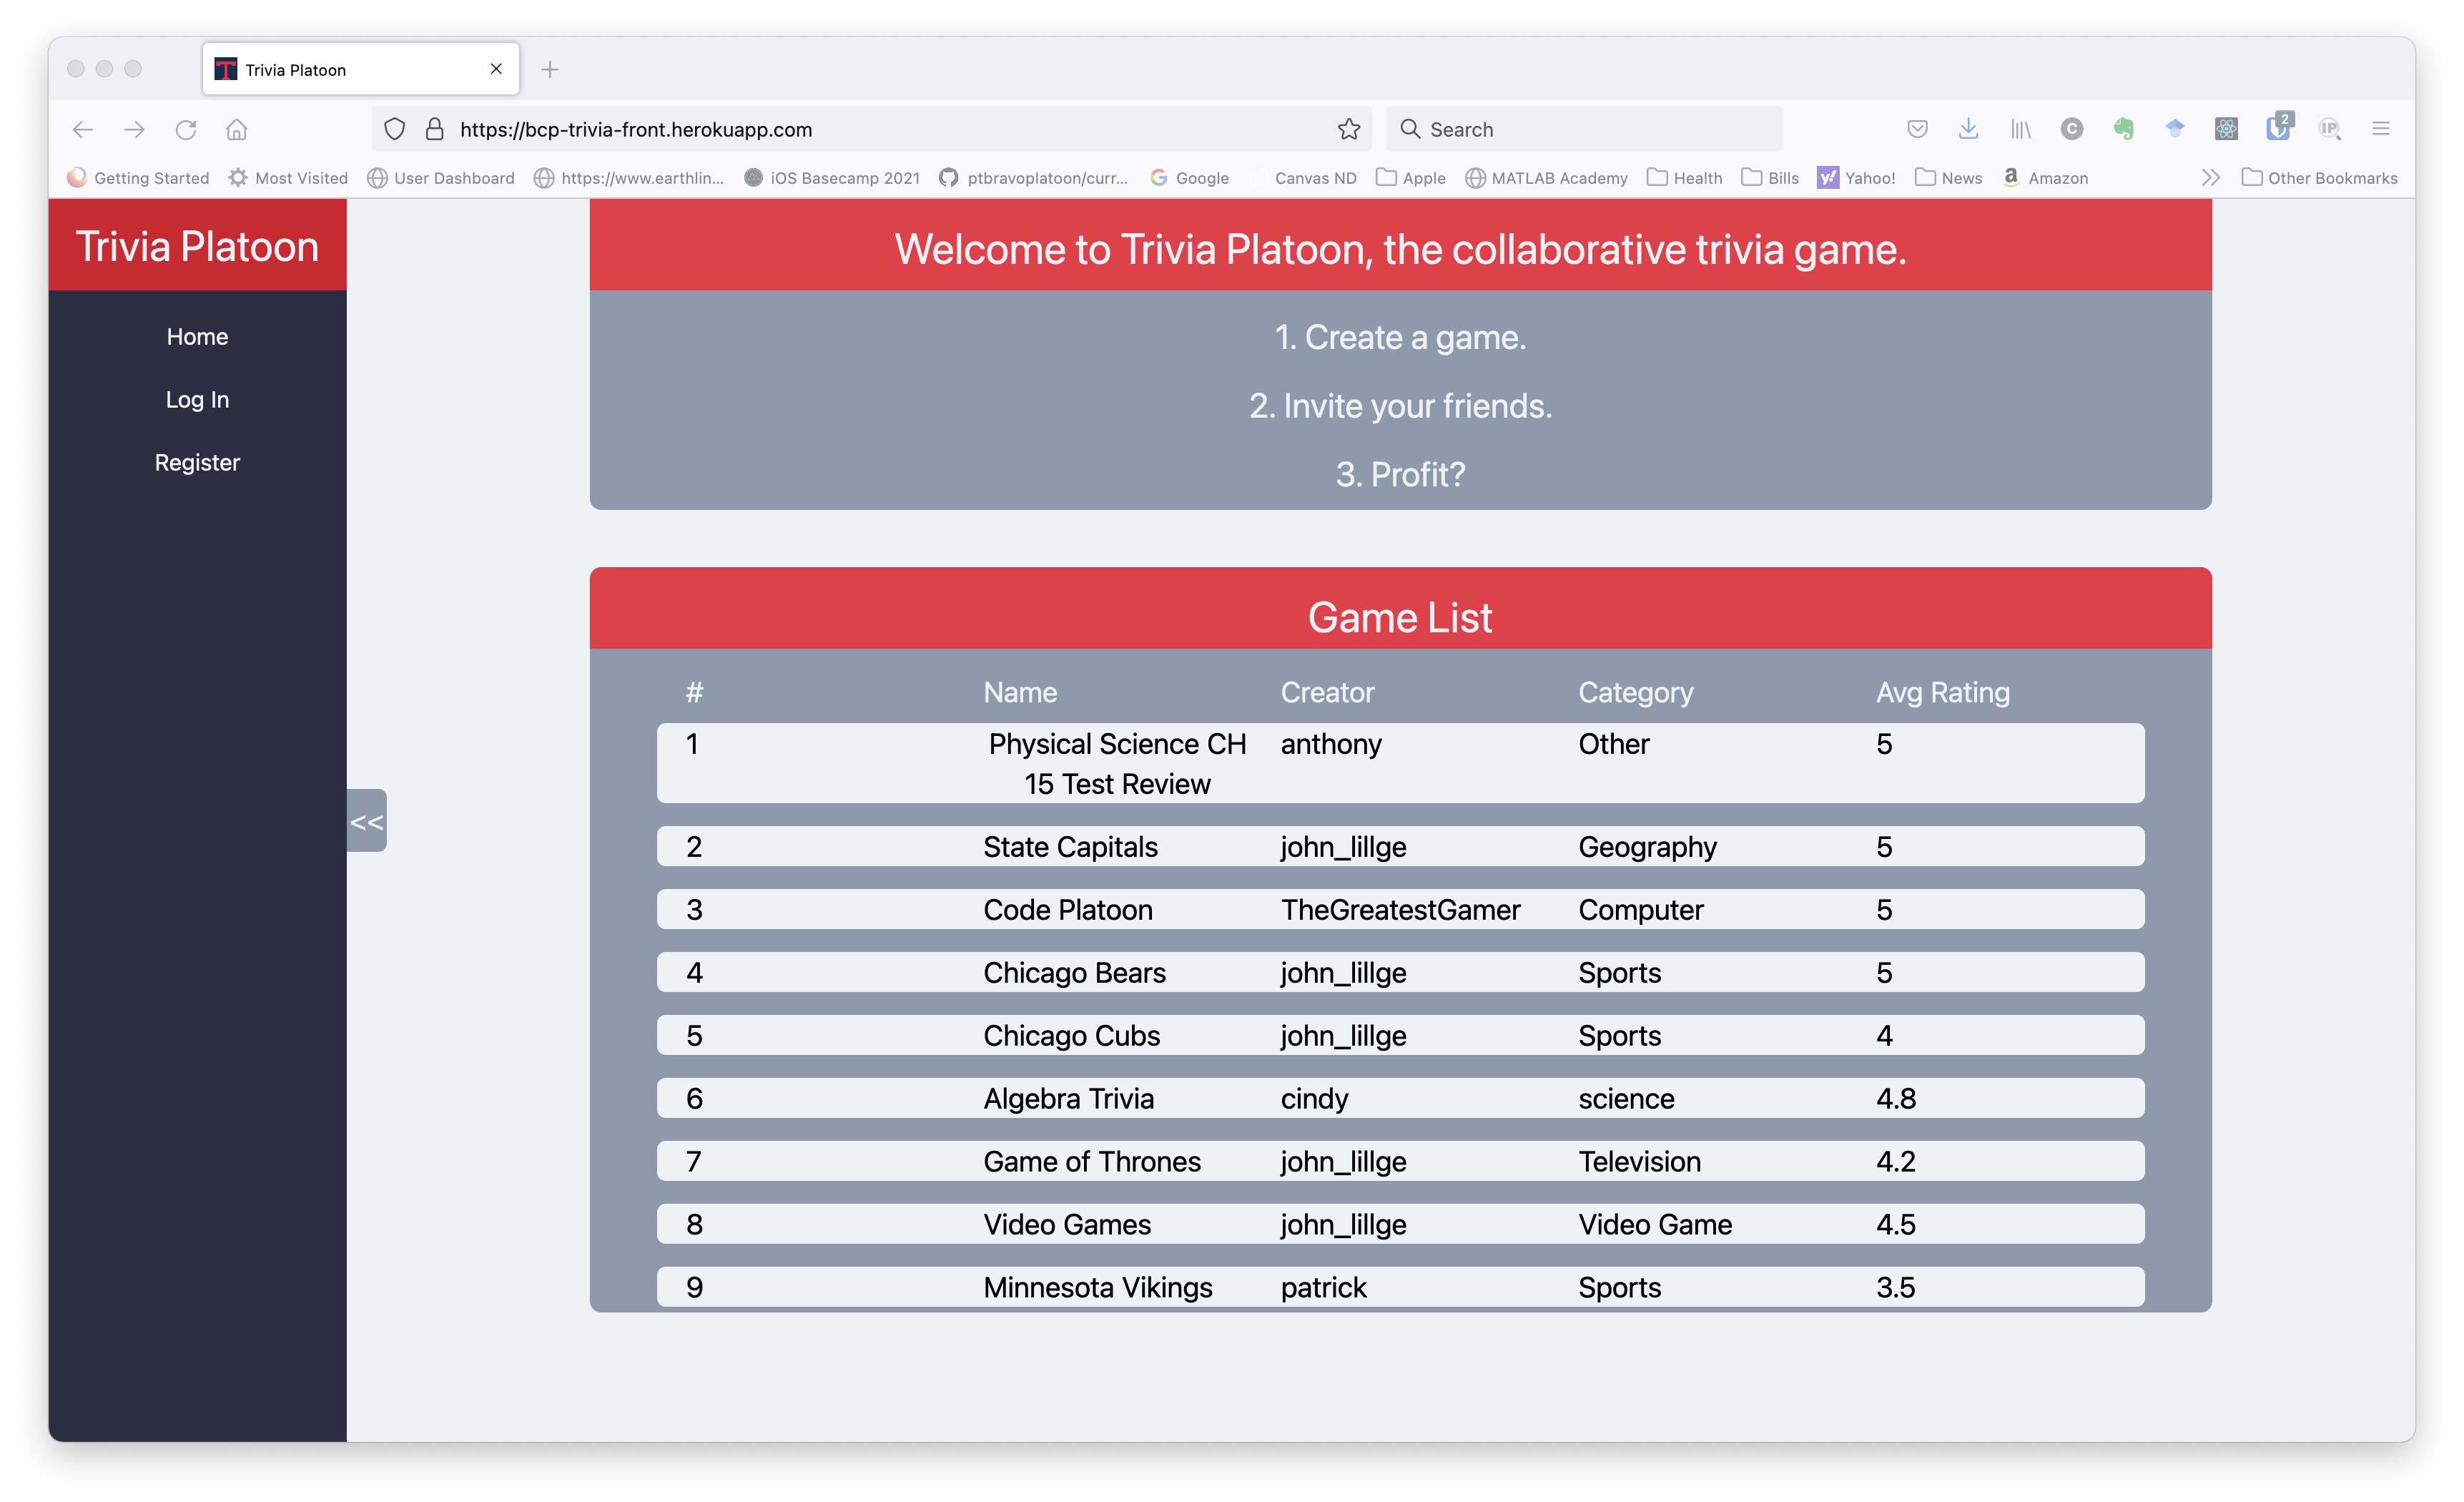 Trivia Platoon
https://bcp-trivia-front.herokuapp.com
Search
2
Getting Started Most Visited User Dashboard https://www.earthlin... iOS Basecamp 2021 ptbravoplatoon/curr... Google Canvas ND Apple MATLAB Academy Health Bills Yahoo! News Amazon Other Bookmarks
Trivia Platoon
Home
Log In
Register
<<
Welcome to Trivia Platoon, the collaborative trivia game.
1. Create a game.
2. Invite your friends.
3. Profit?
Game List
# Name Creator Category Avg Rating
1 Physical Science CH anthony Other 5
15 Test Review
2 State Capitals john_lillge Geography 5
3 Code Platoon TheGreatestGamer Computer 5
4 Chicago Bears john_lillge Sports 5
5 Chicago Cubs john_lillge Sports 4
6 Algebra Trivia cindy science 4.8
7 Game of Thrones john_lillge Television 4.2
8 Video Games john_lillge Video Game 4.5
9 Minnesota Vikings patrick Sports 3.5